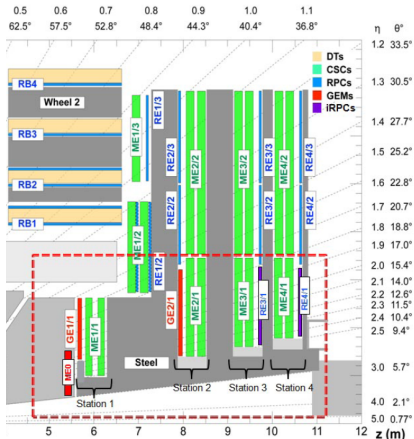 0.5 0.6 0.7 0.8 0.9 1.0 1.1
62.5° 57.5° 52.8° 48.4° 44.3° 40.4° 36.8° η θ°
1.2 33.5°
DTs
CSCs
RPCs
GEMs
iRPCs
1.3 30.5°
1.4 27.7°
1.5 25.2°
1.6 22.8°
1.7 20.7°
1.8 18.8°
1.9 17.0°
2.0 15.4°
2.1 14.0°
2.2 12.6°
2.3 11.5°
2.4 10.4°
2.5 9.4°
3.0 5.7°
4.0 2.1°
5.0 0.77°
RB4
Wheel 2
RB3
RB2
RB1
ME1/3
RE1/3
RE2/3
ME2/2
RE3/3
ME3/2
ME4/2
RE4/3
ME1/2
RE1/2
RE2/2
RE3/2
RE4/2
ME0
GE1/1
ME1/1
GE2/1
ME2/1
ME3/1
RE3/1
ME4/1
RE4/1
Steel
Station 1
Station 2
Station 3
Station 4
5 6 7 8 9 10 11 12 z (m)